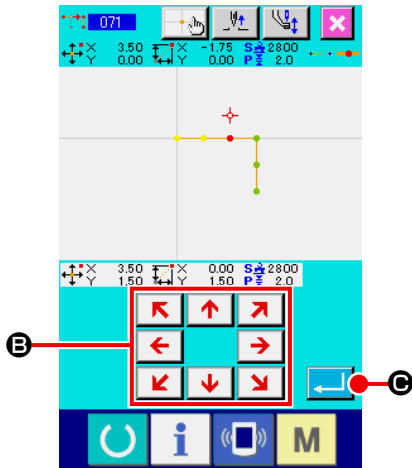 071
X 3.50 X -1.75 S 2800
Y 0.00 Y 0.00 P 2.0
X 3.50 X 0.00 S 2800
Y 1.50 Y 1.50 P 2.0
B
C
i M